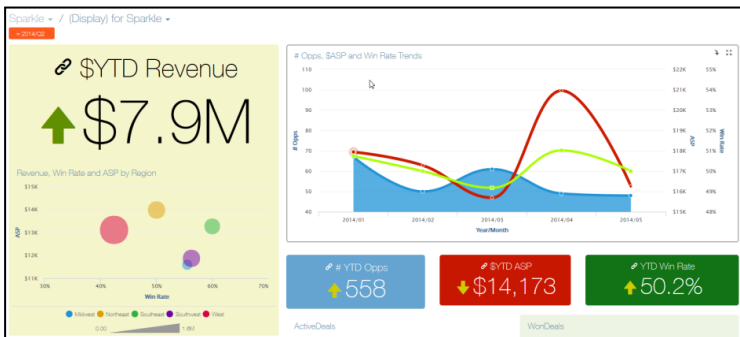 Sparkle / (Display) for Sparkle
2014/Q2
$YTD Revenue
$7.9M
Revenue, Win Rate and ASP by Region
$15K
$14K
$13K
$12K
$11K
ASP
30% 40% 50% 60% 70%
Win Rate
Midwest Northeast Southeast Southwest West
0.00 1.6M
# Opps, $ASP and Win Rate Trends
110
100
90
80
70
60
50
40
# Opps
$22K 55%
$21K 54%
$20K 53%
$19K 52%
$18K 51%
$17K 50%
$16K 49%
$15K 48%
ASP
Win Rate
2014/01 2014/02 2014/03 2014/04 2014/05
Year/Month
# YTD Opps
558
$YTD ASP
$14,173
YTD Win Rate
50.2%
ActiveDeals
WonDeals